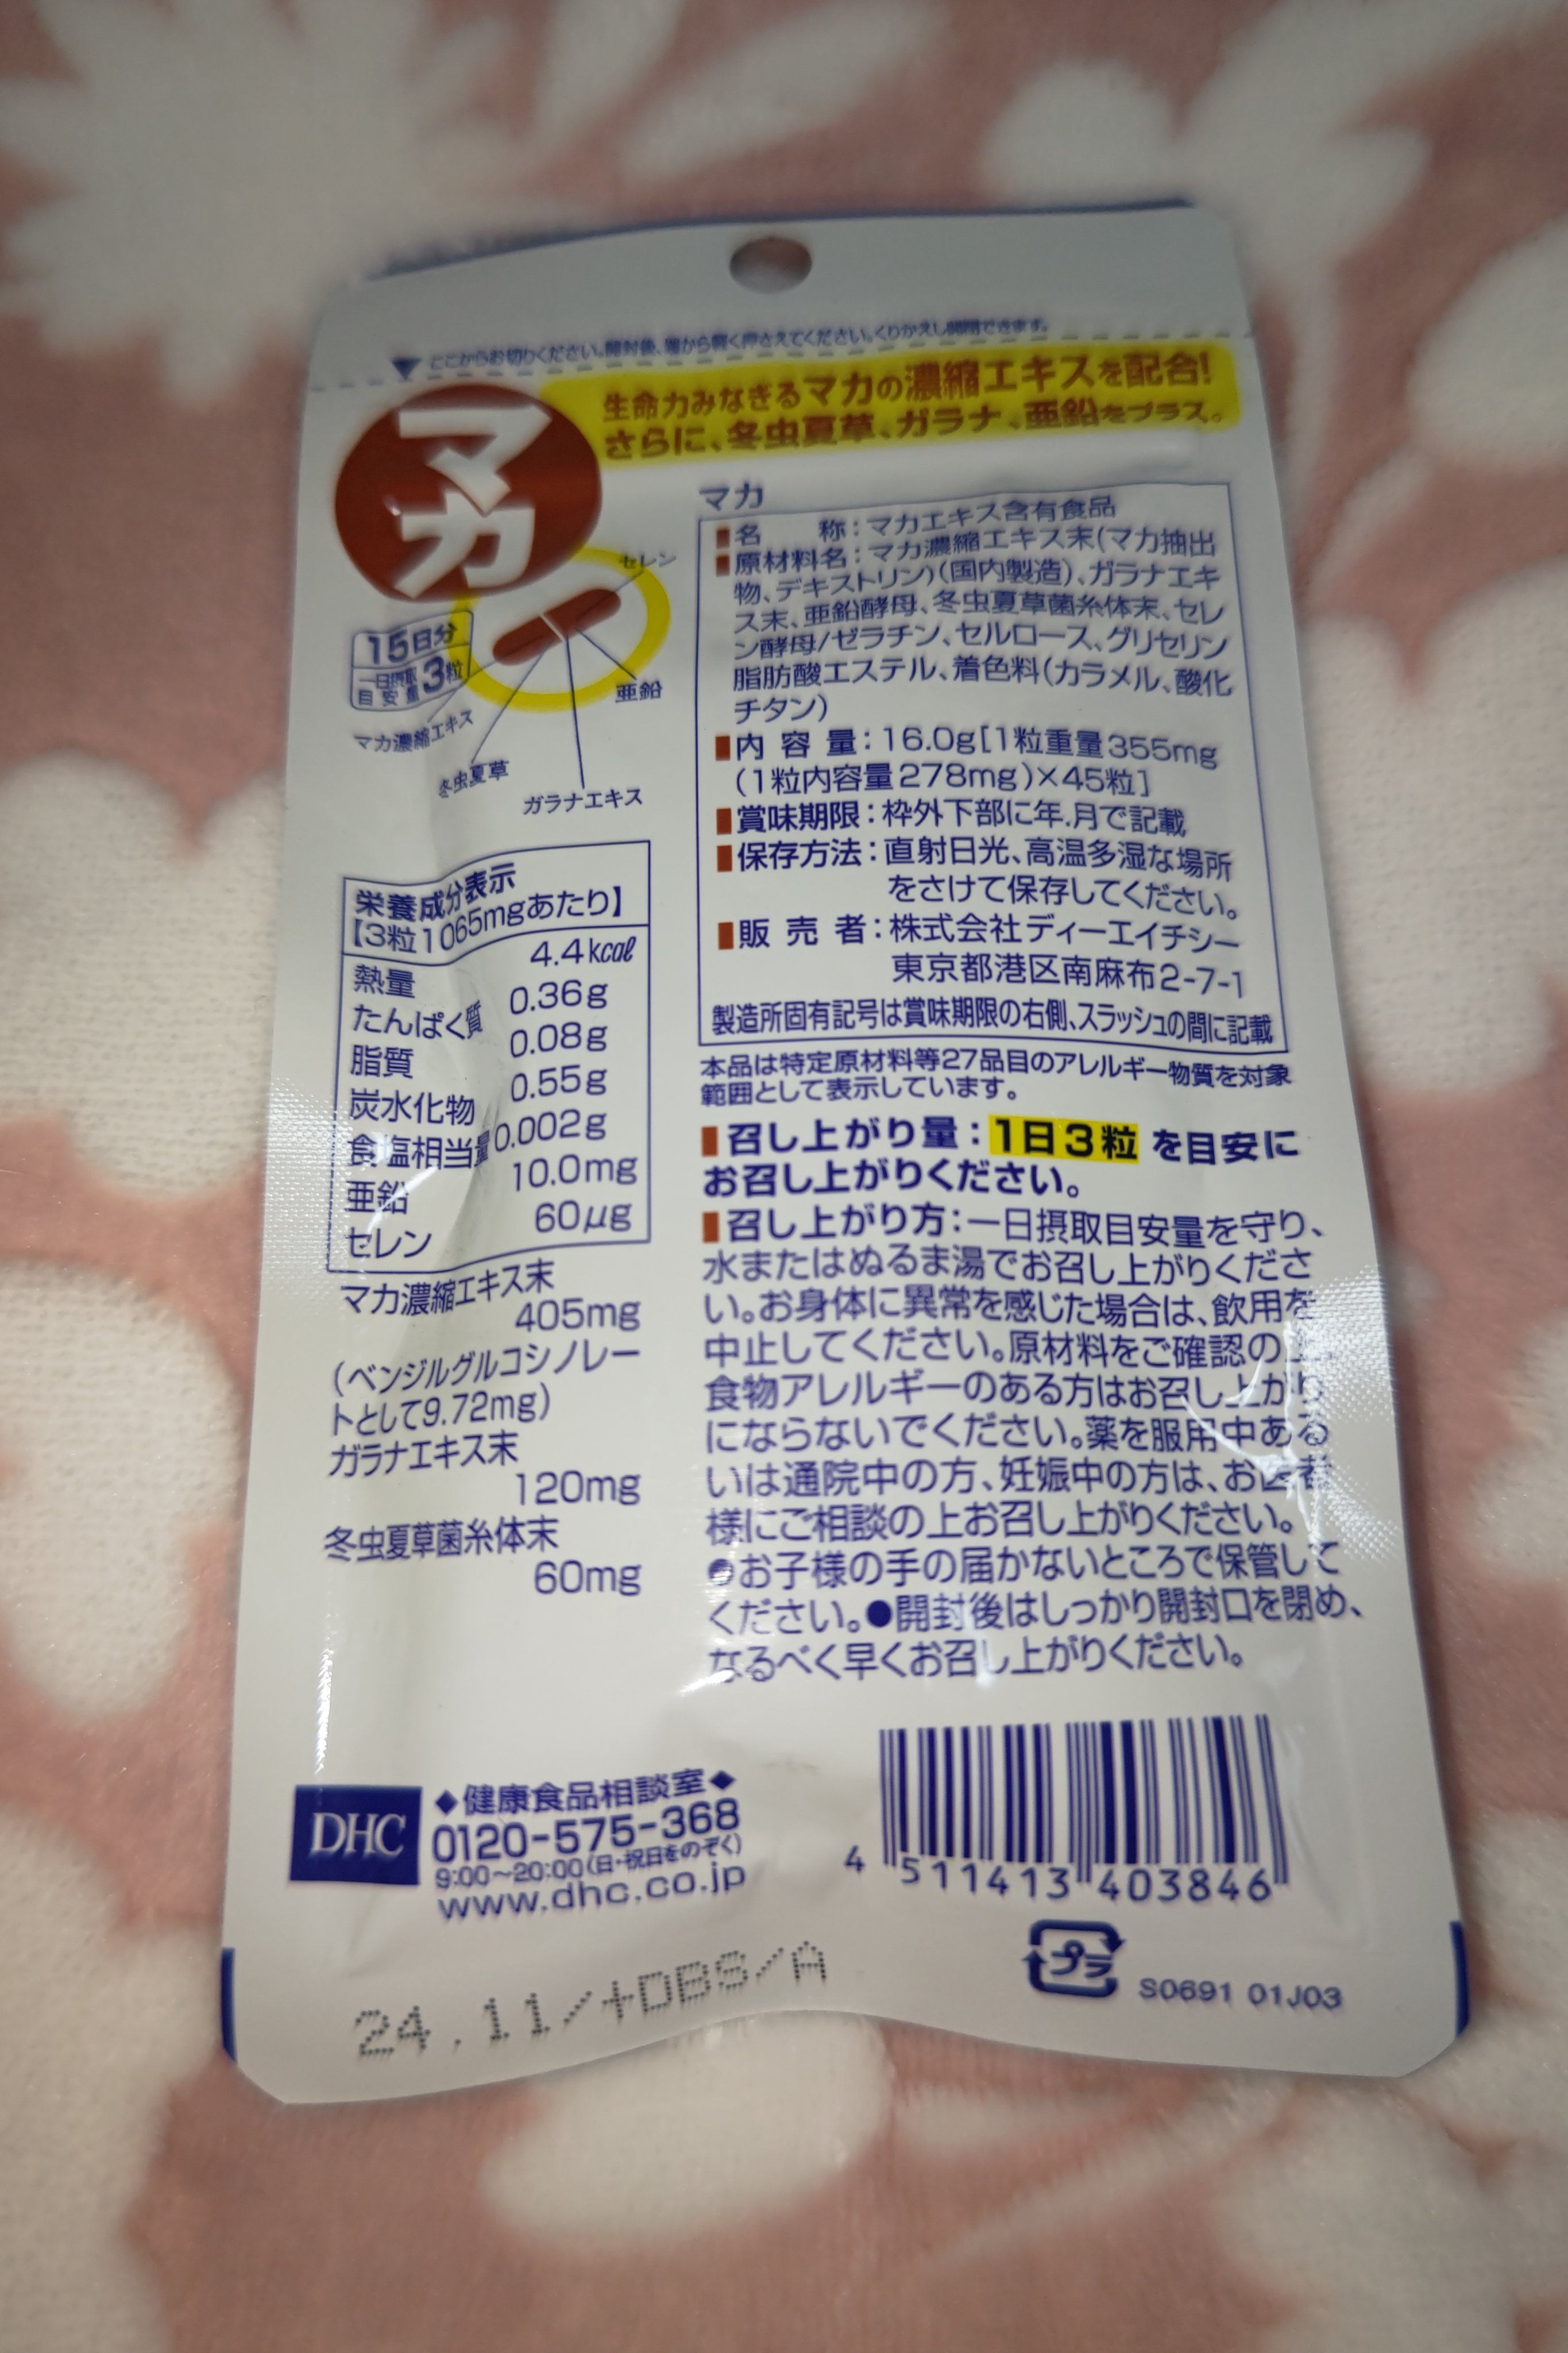 ここからお切りください。開封後、端から軽く押さえてください。くりかえし開閉できます。
生命力みなぎるマカの濃縮エキスを配合!
さらに、冬虫夏草、ガラナ、亜鉛をプラス。
マカ
セレン
15日分
一日摂取目安量3粒
亜鉛
マカ濃縮エキス
冬虫夏草
ガラナエキス
栄養成分表示
【3粒1065mgあたり】
熱量 4.4kcal
たんぱく質 0.36g
脂質 0.08g
炭水化物 0.55g
食塩相当量 0.002g
亜鉛 10.0mg
セレン 60μg
マカ濃縮エキス末
405mg
(ベンジルグルコシノレー
トとして9.72mg)
ガラナエキス末
120mg
冬虫夏草菌糸体末
60mg
マカ
名称:マカエキス含有食品
原材料名:マカ濃縮エキス末(マカ抽出
物、デキストリン)(国内製造)、ガラナエキ
ス末、亜鉛酵母、冬虫夏草菌糸体末、セレ
ン酵母/ゼラチン、セルロース、グリセリン
脂肪酸エステル、着色料(カラメル、酸化
チタン)
内容量:16.0g[1粒重量355mg
(1粒内容量278mg)×45粒]
賞味期限:枠外下部に年.月で記載
保存方法:直射日光、高温多湿な場所
をさけて保存してください。
販売者:株式会社ディーエイチシー
東京都港区南麻布2-7-1
製造所固有記号は賞味期限の右側、スラッシュの間に記載
本品は特定原材料等27品目のアレルギー物質を対象
範囲として表示しています。
召し上がり量:1日3粒を目安に
お召し上がりください。
召し上がり方:一日摂取目安量を守り、
水またはぬるま湯でお召し上がりくださ
い。お身体に異常を感じた場合は、飲用を
中止してください。原材料をご確認の上、
食物アレルギーのある方はお召し上がり
にならないでください。薬を服用中ある
いは通院中の方、妊娠中の方は、お医者
様にご相談の上お召し上がりください。
●お子様の手の届かないところで保管して
ください。●開封後はしっかり開封口を閉め、
なるべく早くお召し上がりください。
DHC
◆健康食品相談室◆
0120-575-368
9:00〜20:00(日・祝日をのぞく)
www.dhc.co.jp
4 511413 403846
プラ
S0691 01J03
24.11/+DBS/A